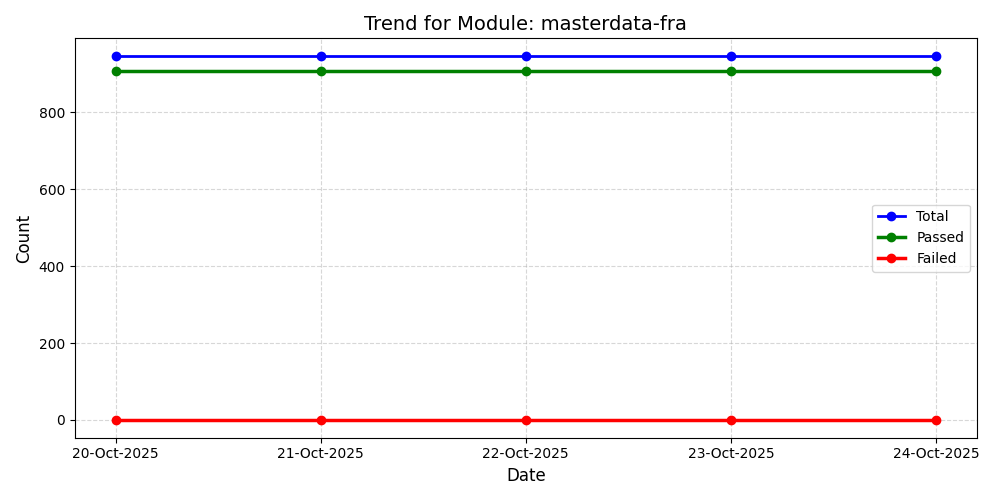 Trend for Module: masterdata-fra
Count
800
600
400
200
0
Total
Passed
Failed
20-Oct-2025 21-Oct-2025 22-Oct-2025 23-Oct-2025 24-Oct-2025
Date